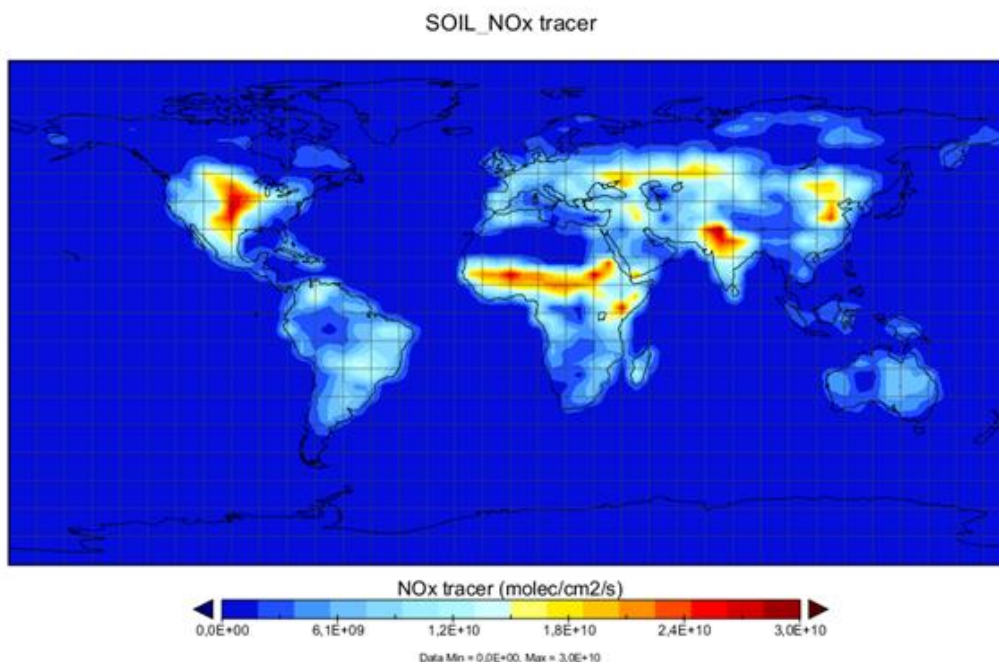 SOIL_NOx tracer
NOx tracer (molec/cm2/s)
0,0E+00 6,1E+09 1,2E+10 1,8E+10 2,4E+10 3,0E+10
Data Min = 0,0E+00, Max = 3,0E+10